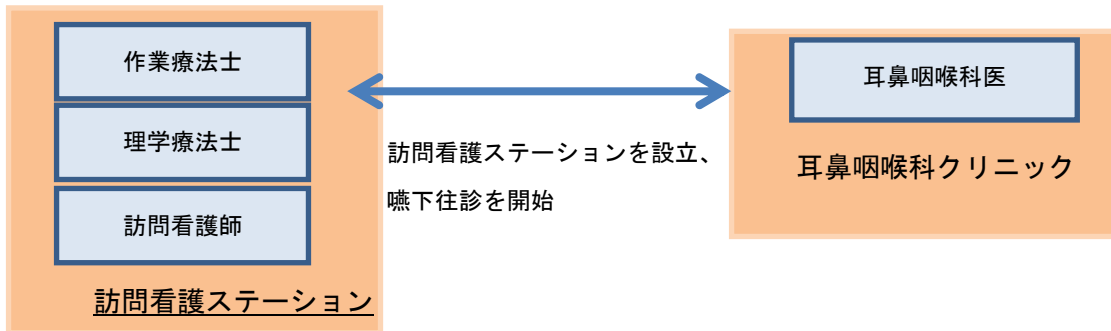 作業療法士
理学療法士
訪問看護師
訪問看護ステーション
訪問看護ステーションを設立、
嚥下往診を開始
耳鼻咽喉科医
耳鼻咽喉科クリニック